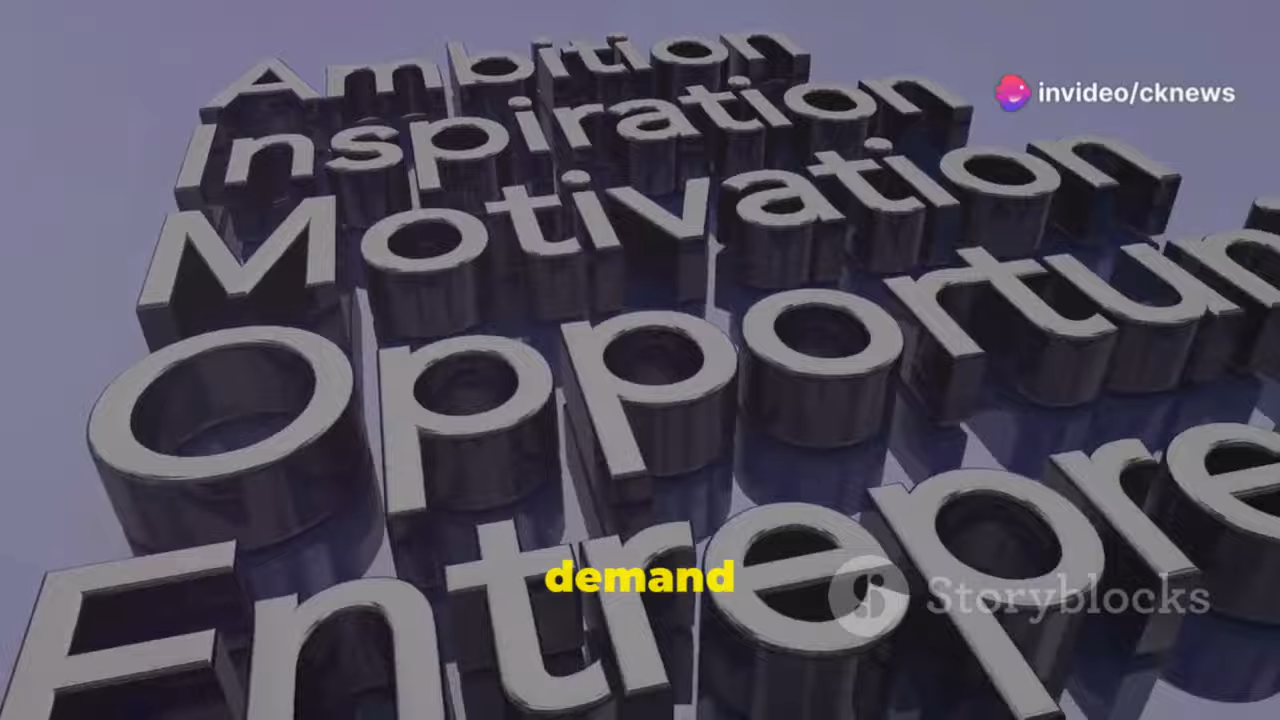 Ambition
invideo/cknews
Inspiration
Motivation
Opportun
Entrepre
demand
Storyblocks